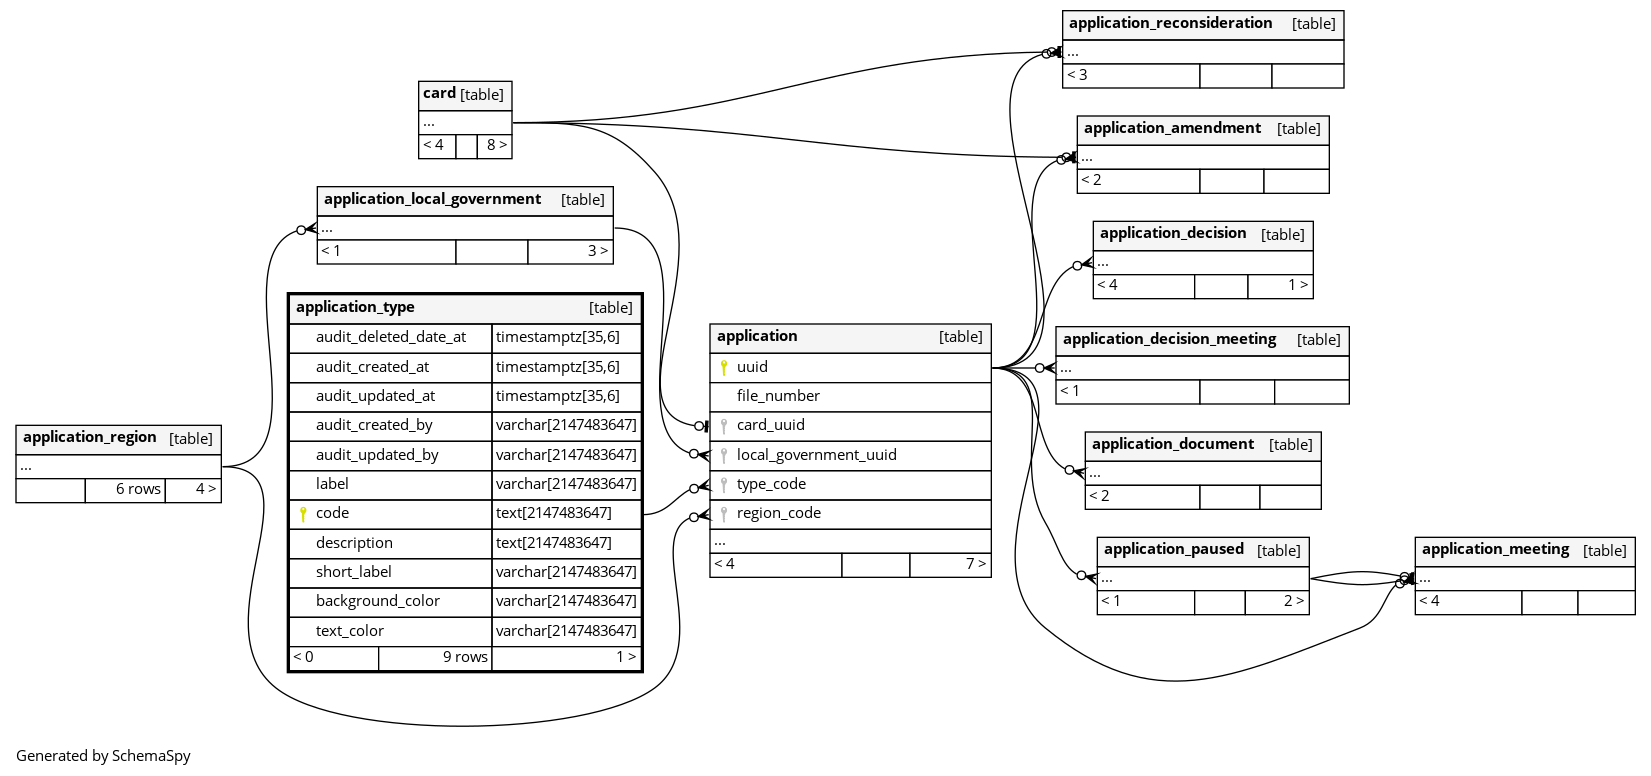 application_reconsideration [table]
...
< 3
card [table]
...
< 4 8 >
application_amendment [table]
...
< 2
application_local_government [table]
...
< 1 3 >
application_decision [table]
...
< 4 1 >
application_type [table]
audit_deleted_date_at timestamptz[35,6]
audit_created_at timestamptz[35,6]
audit_updated_at timestamptz[35,6]
audit_created_by varchar[2147483647]
audit_updated_by varchar[2147483647]
label varchar[2147483647]
code text[2147483647]
description text[2147483647]
short_label varchar[2147483647]
background_color varchar[2147483647]
text_color varchar[2147483647]
< 0 9 rows 1 >
application [table]
uuid
file_number
card_uuid
local_government_uuid
type_code
region_code
...
< 4 7 >
application_decision_meeting [table]
...
< 1
application_region [table]
...
6 rows 4 >
application_document [table]
...
< 2
application_paused [table]
...
< 1 2 >
application_meeting [table]
...
< 4
Generated by SchemaSpy